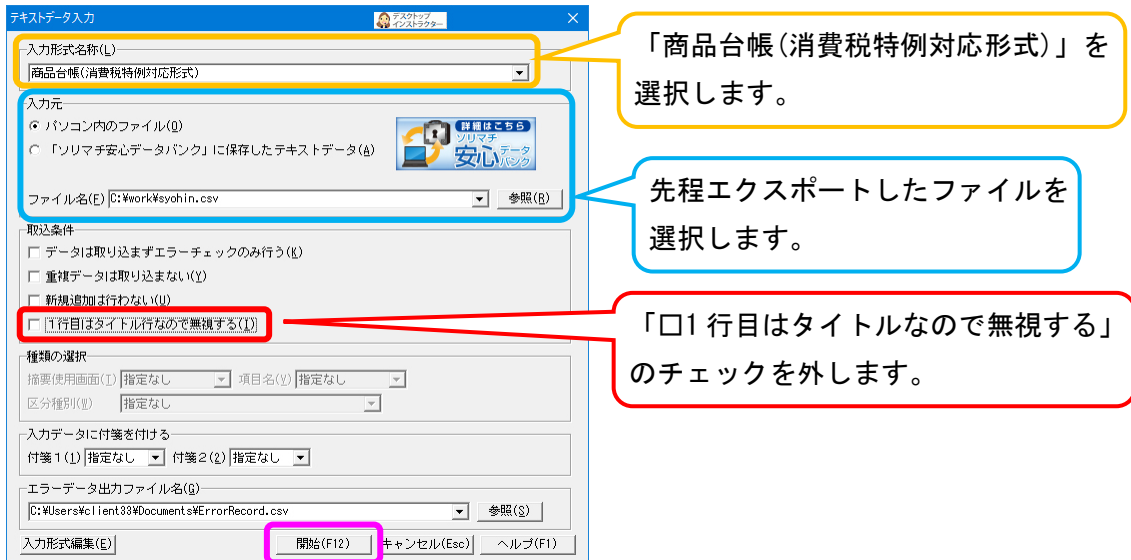 テキストデータ入力
デスクトップ
インストラクター
入力形式名称(L)
商品台帳(消費税特例対応形式)
「商品台帳(消費税特例対応形式)」を
選択します。
入力元
パソコン内のファイル(O)
「ソリマチ安心データバンク」に保存したテキストデータ(A)
詳細はこちら
ソリマチ
安心データバンク
ファイル名(F) C:¥work¥syohin.csv 参照(R)
先程エクスポートしたファイルを
選択します。
取込条件
データは取り込まずエラーチェックのみ行う(K)
重複データは取り込まない(Y)
新規追加は行わない(U)
1行目はタイトル行なので無視する(I)
「□1 行目はタイトルなので無視する」
のチェックを外します。
種類の選択
摘要使用画面(T) 指定なし 項目名(V) 指定なし
区分種別(W) 指定なし
入力データに付箋を付ける
付箋1(1) 指定なし 付箋2(2) 指定なし
エラーデータ出力ファイル名(G)
C:¥Users¥client33¥Documents¥ErrorRecord.csv 参照(S)
入力形式編集(E) 開始(F12) キャンセル(Esc) ヘルプ(F1)